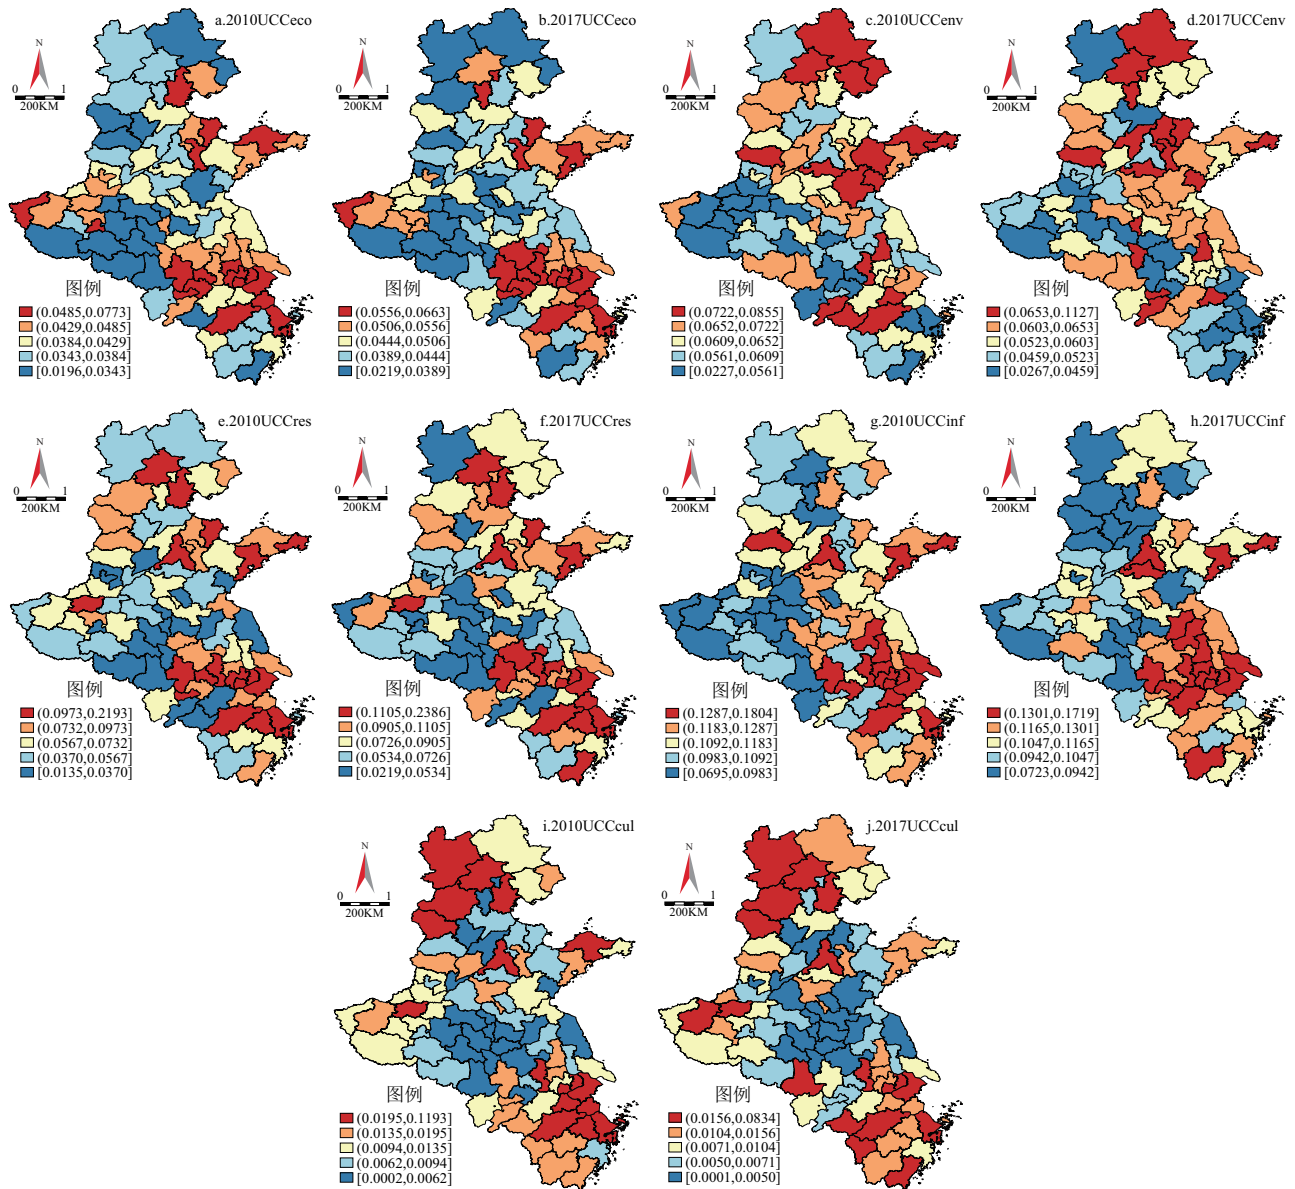 a.2010UCCeco
N
0 1
200KM
图例
(0.0485,0.0773]
(0.0429,0.0485]
(0.0384,0.0429]
(0.0343,0.0384]
[0.0196,0.0343]
b.2017UCCeco
N
0 1
200KM
图例
(0.0556,0.0663]
(0.0506,0.0556]
(0.0444,0.0506]
(0.0389,0.0444]
[0.0219,0.0389]
c.2010UCCenv
N
0 1
200KM
图例
(0.0722,0.0855]
(0.0652,0.0722]
(0.0609,0.0652]
(0.0561,0.0609]
[0.0227,0.0561]
d.2017UCCenv
N
0 1
200KM
图例
(0.0653,0.1127]
(0.0603,0.0653]
(0.0523,0.0603]
(0.0459,0.0523]
[0.0267,0.0459]
e.2010UCCres
N
0 1
200KM
图例
(0.0973,0.2193]
(0.0732,0.0973]
(0.0567,0.0732]
(0.0370,0.0567]
[0.0135,0.0370]
f.2017UCCres
N
0 1
200KM
图例
(0.1105,0.2386]
(0.0905,0.1105]
(0.0726,0.0905]
(0.0534,0.0726]
[0.0219,0.0534]
g.2010UCCinf
N
0 1
200KM
图例
(0.1287,0.1804]
(0.1183,0.1287]
(0.1092,0.1183]
(0.0983,0.1092]
[0.0695,0.0983]
h.2017UCCinf
N
0 1
200KM
图例
(0.1301,0.1719]
(0.1165,0.1301]
(0.1047,0.1165]
(0.0942,0.1047]
[0.0723,0.0942]
i.2010UCCcul
N
0 1
200KM
图例
(0.0195,0.1193]
(0.0135,0.0195]
(0.0094,0.0135]
(0.0062,0.0094]
[0.0002,0.0062]
j.2017UCCcul
N
0 1
200KM
图例
(0.0156,0.0834]
(0.0104,0.0156]
(0.0071,0.0104]
(0.0050,0.0071]
[0.0001,0.0050]